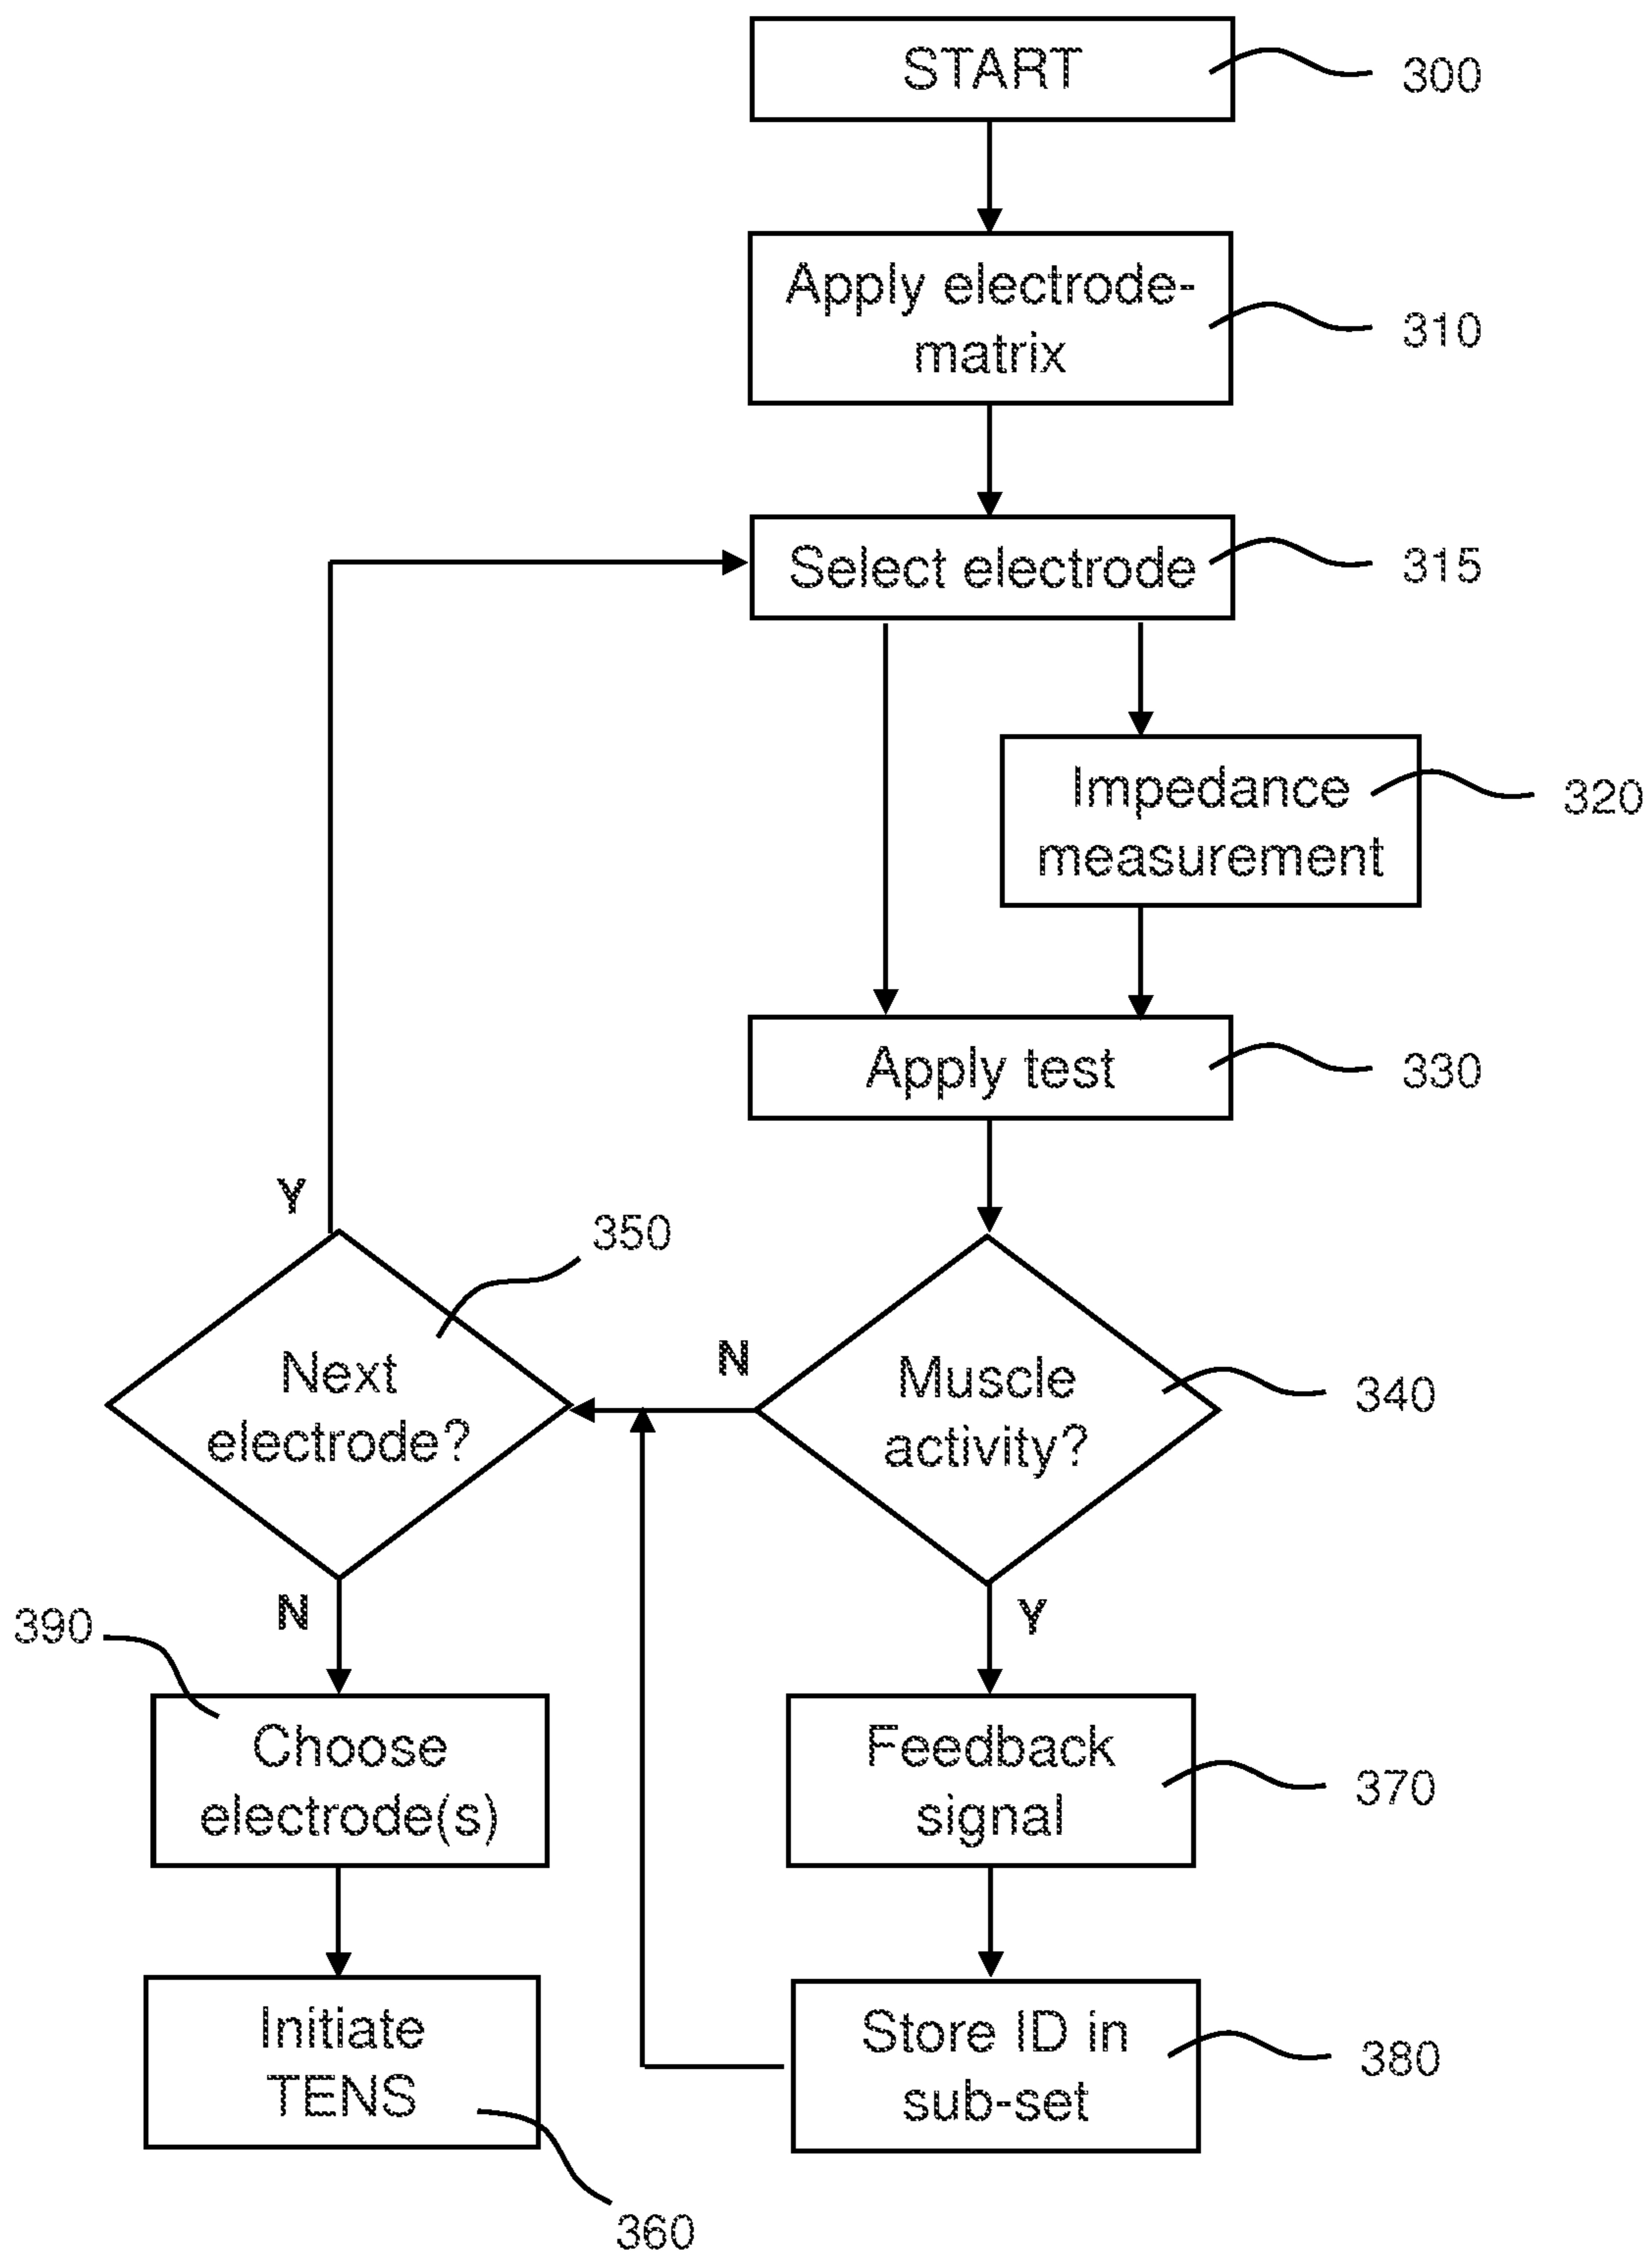 START
300
Apply electrode-
matrix
310
Select electrode
315
Impedance
measurement
320
Apply test
330
Y
350
Next
electrode?
N
Muscle
activity?
340
N
Y
390
Choose
electrode(s)
Feedback
signal
370
Initiate
TENS
360
Store ID in
sub-set
380